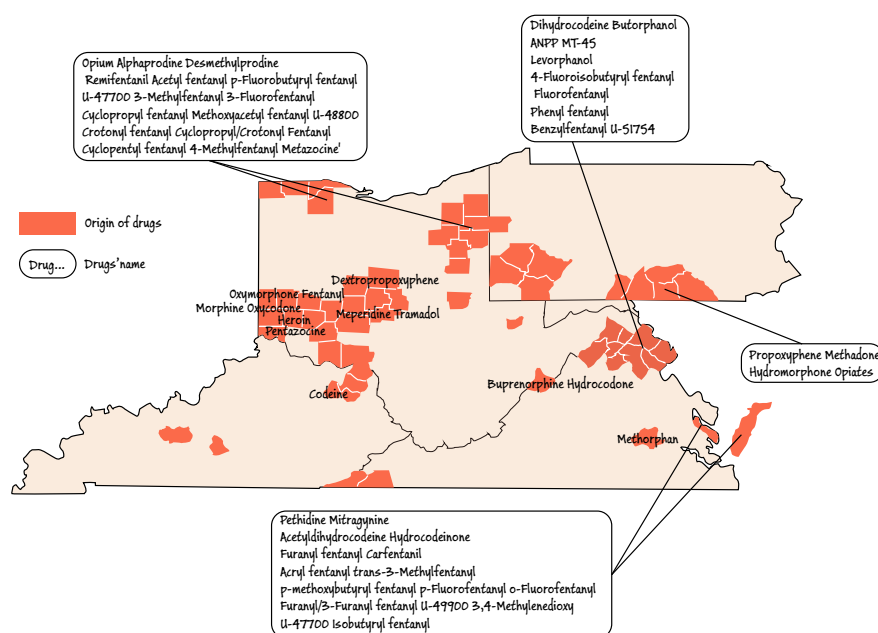 Dihydrocodeine Butorphanol
ANPP MT-45
Levorphanol
4-Fluoroisobutyryl fentanyl
Fluorofentanyl
Phenyl fentanyl
Benzylfentanyl U-51754
Opium Alphaprodine Desmethylprodine
Remifentanil Acetyl fentanyl p-Fluorobutyryl fentanyl
U-47700 3-Methylfentanyl 3-Fluorofentanyl
Cyclopropyl fentanyl Methoxyacetyl fentanyl U-48800
Crotonyl fentanyl Cyclopropyl/Crotonyl Fentanyl
Cyclopentyl fentanyl 4-Methylfentanyl Metazocine'
Origin of drugs
Drug... Drugs'name
Dextropropoxyphene
Oxymorphone Fentanyl
Morphine Oxycodone
Meperidine Tramadol
Heroin
Pentazocine
Propoxyphene Methadone
Hydromorphone Opiates
Buprenorphine Hydrocodone
Codeine
Methorphan
Pethidine Mitragynine
Acetyldihydrocodeine Hydrocodeinone
Furanyl fentanyl Carfentanil
Acryl fentanyl trans-3-Methylfentanyl
p-methoxybutyryl fentanyl p-Fluorofentanyl o-Fluorofentanyl
Furanyl/3-Furanyl fentanyl U-49900 3,4-Methylenedioxy
U-47700 Isobutyryl fentanyl